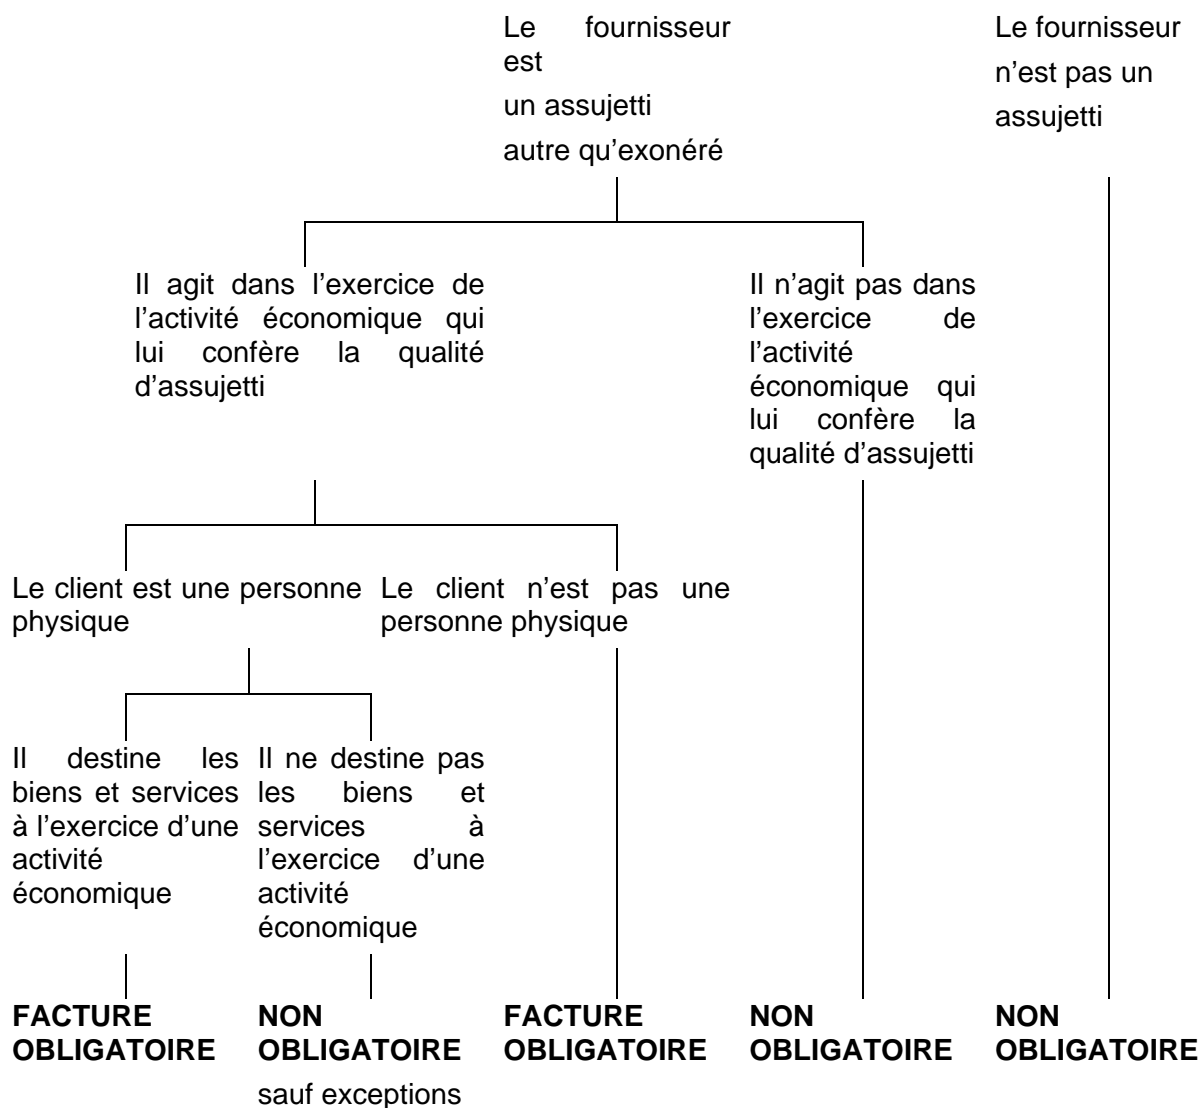 Le fournisseur
est
un assujetti
autre qu’exonéré
Le fournisseur
n’est pas un
assujetti
Il agit dans l’exercice de
l’activité économique qui
lui confère la qualité
d’assujetti
Il n’agit pas dans
l’exercice de
l’activité
économique qui
lui confère la
qualité d’assujetti
Le client est une personne
physique
Le client n’est pas une
personne physique
Il destine les
biens et services
à l’exercice d’une
activité
économique
Il ne destine pas
les biens et
services à
l’exercice d’une
activité
économique
FACTURE
OBLIGATOIRE
NON
OBLIGATOIRE
sauf exceptions
FACTURE
OBLIGATOIRE
NON
OBLIGATOIRE
NON
OBLIGATOIRE